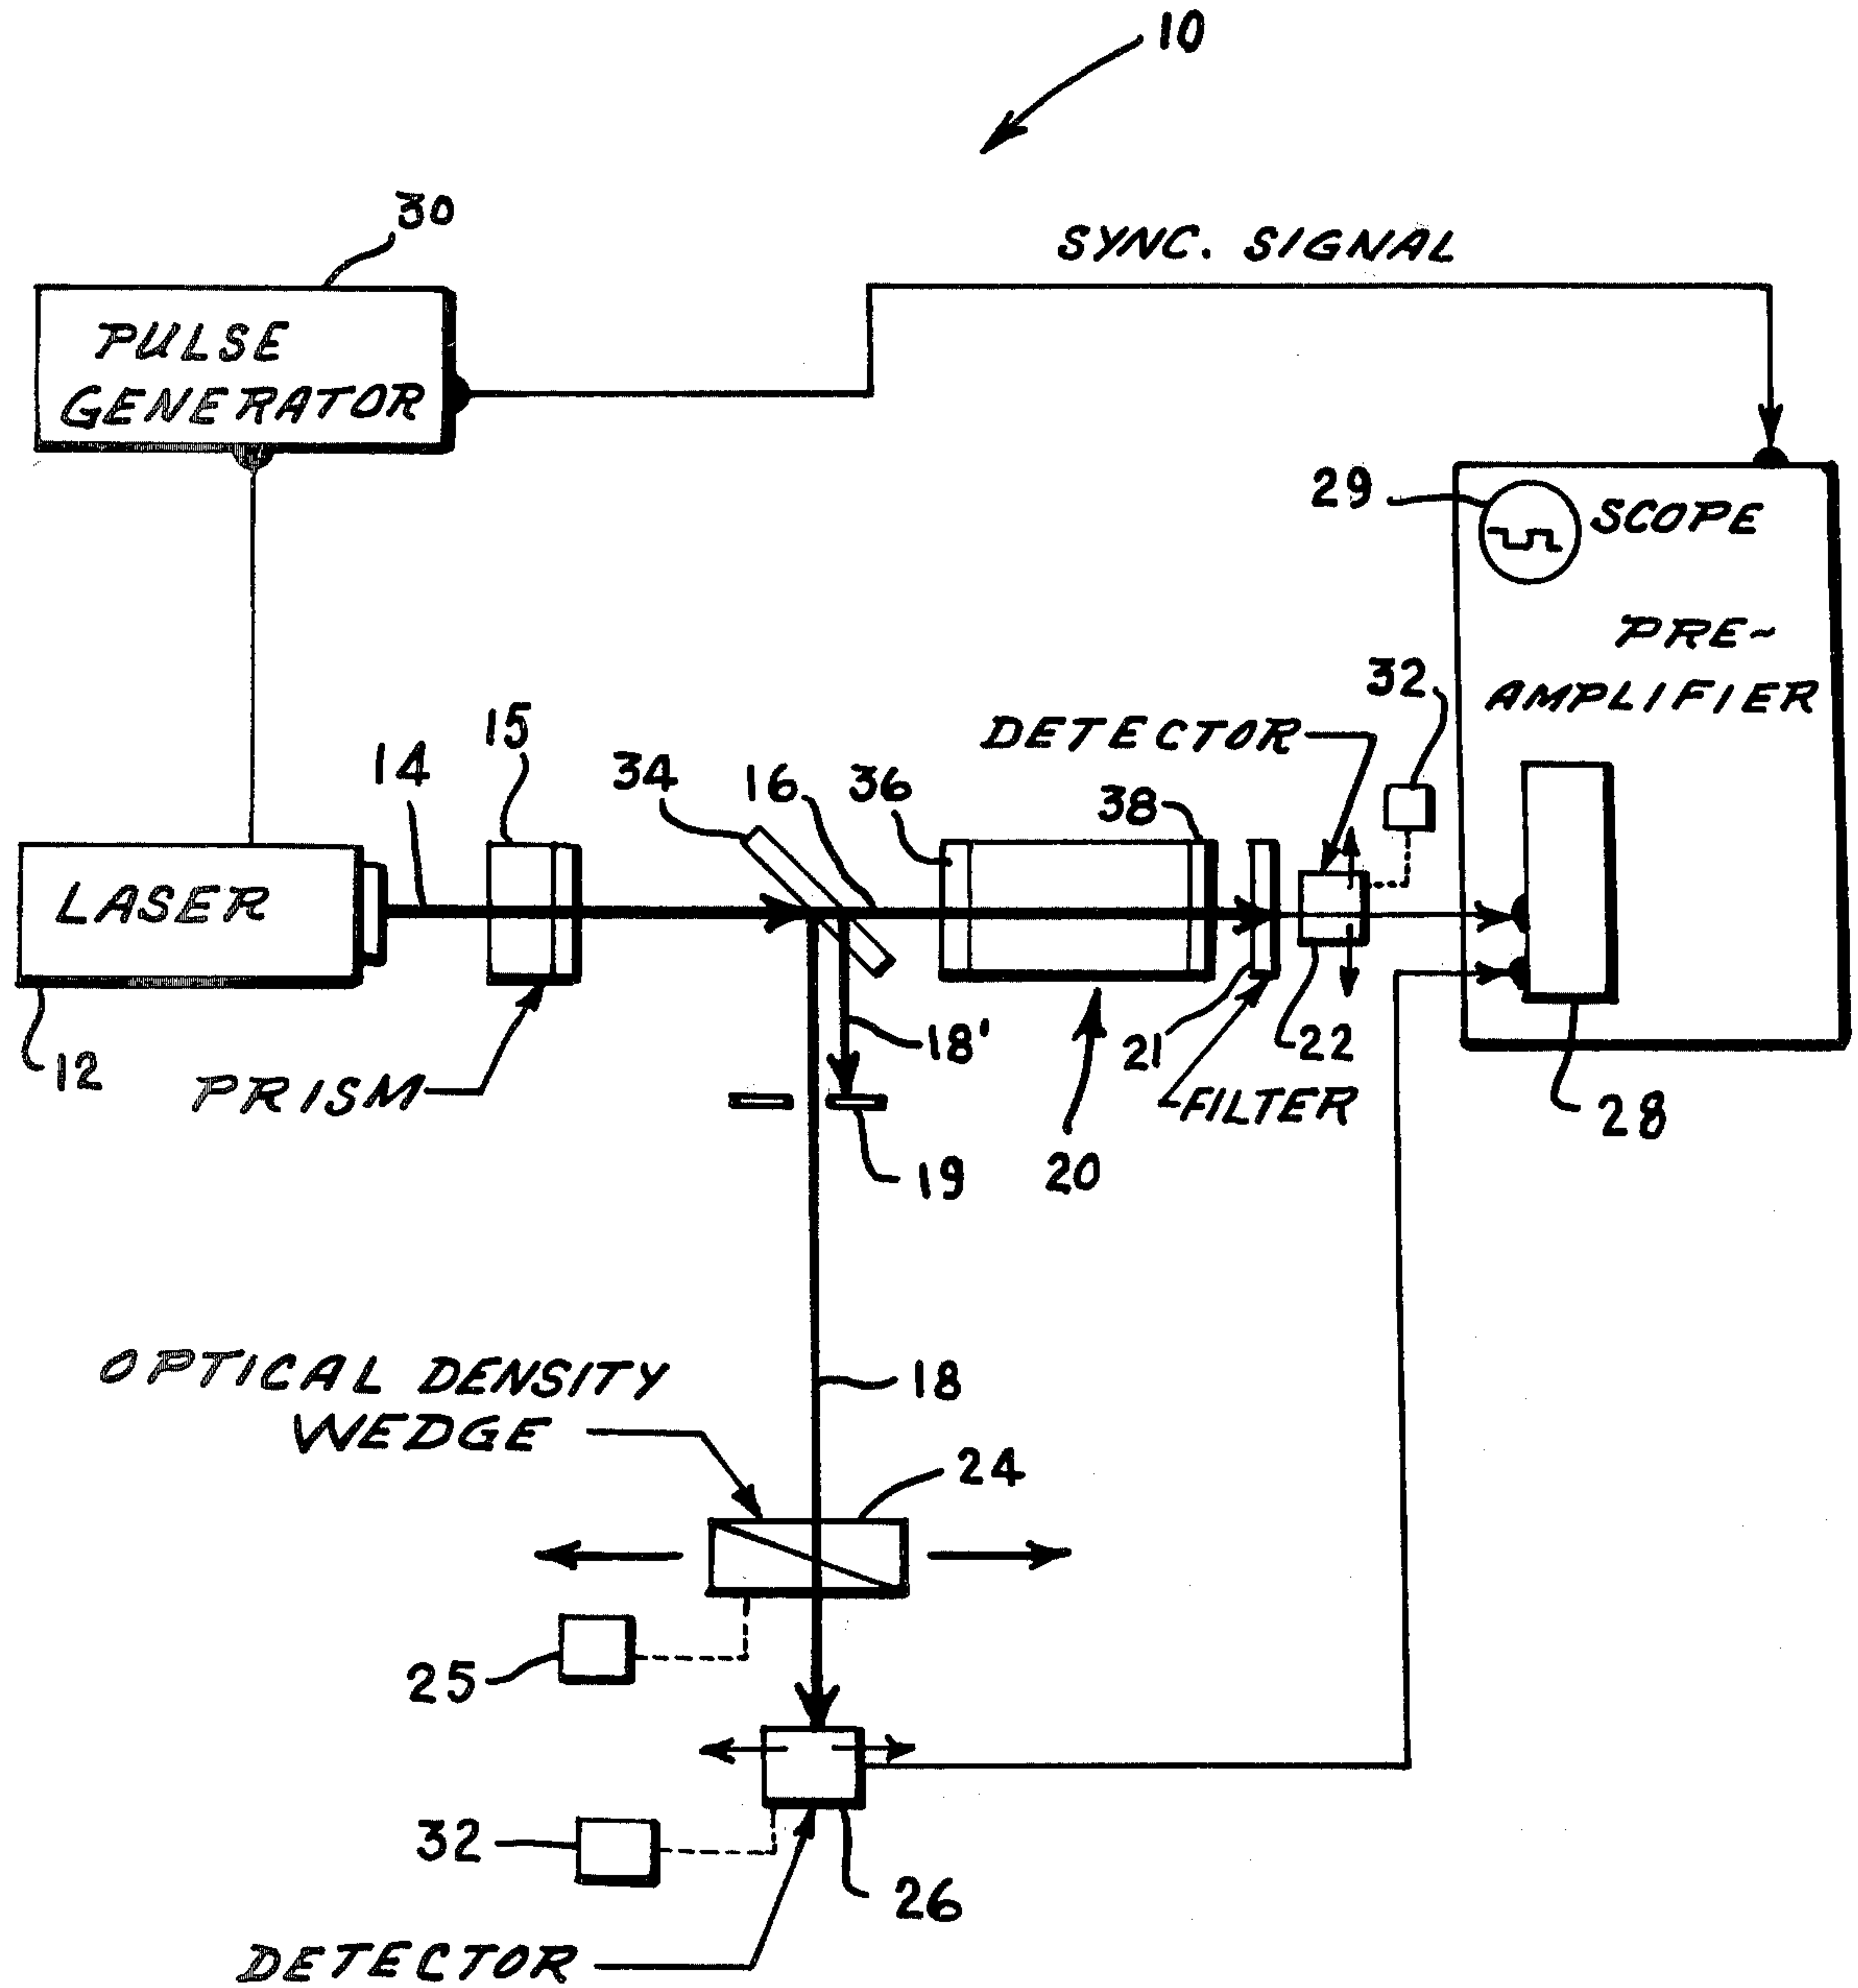 10
30
SYNC. SIGNAL
PULSE
GENERATOR
29
SCOPE
PRE-
AMPLIFIER
32
DETECTOR
15
14
34
16
36
38
LASER
12
PRISM
18'
21
22
FILTER
28
19
20
OPTICAL DENSITY
WEDGE
18
24
25
32
26
DETECTOR